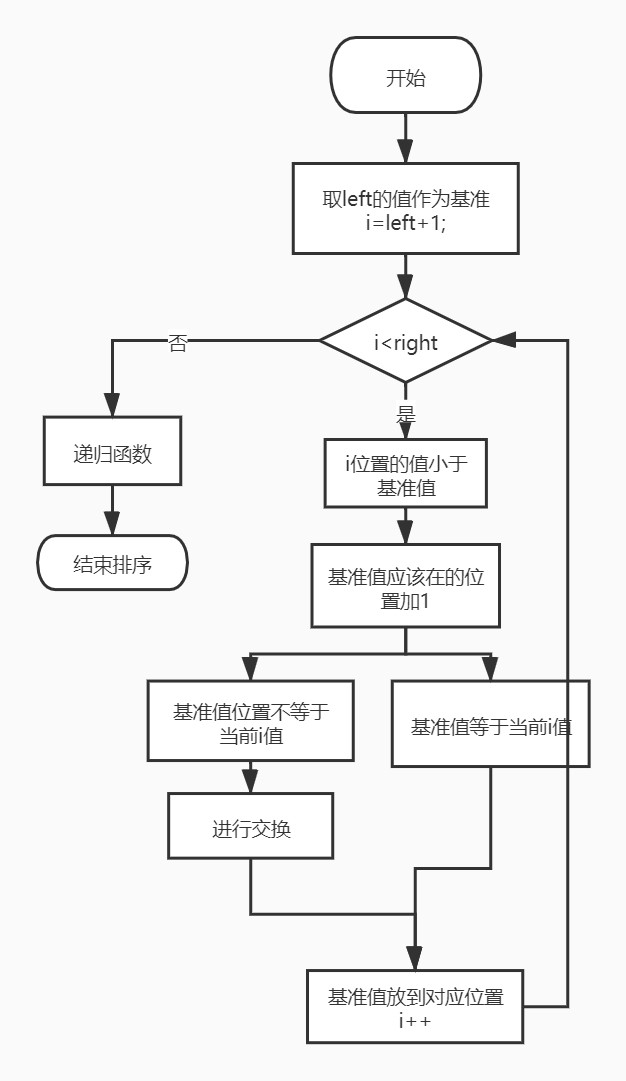 开始
取left的值作为基准
i=left+1;
i<right
否
是
递归函数
i位置的值小于
基准值
结束排序
基准值应该在的位
置加1
基准值位置不等于
当前i值
基准值等于当前i值
进行交换
基准值放到对应位置
i++